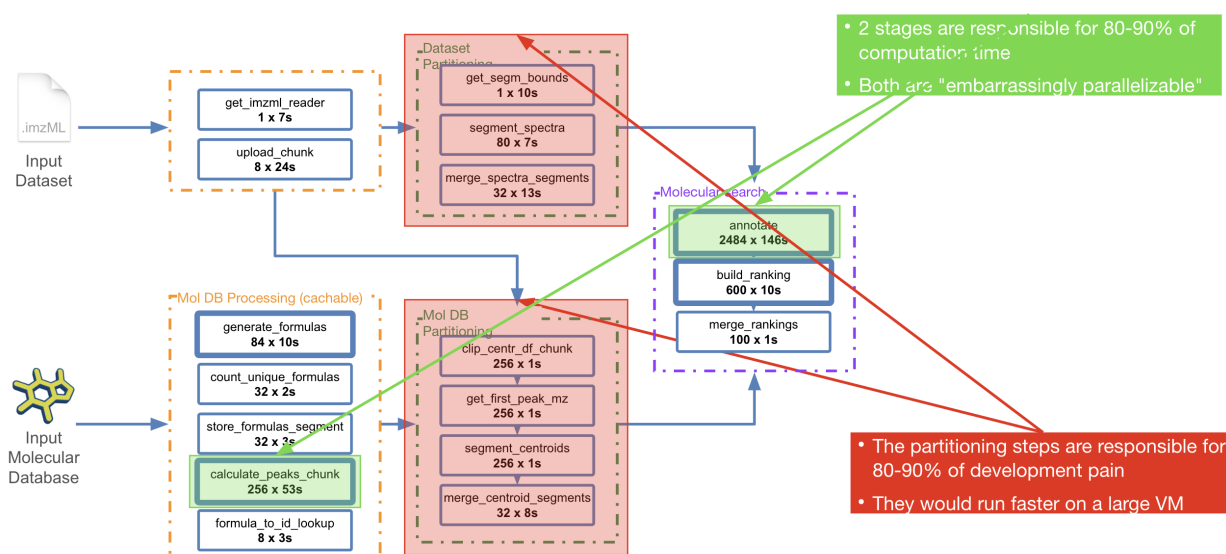 • 2 stages are responsible for 80-90% of
computation time
• Both are "embarrassingly parallelizable"
.imzML
Input
Dataset
get_imzml_reader
1 x 7s
upload_chunk
8 x 24s
Dataset
Partitioning
get_segm_bounds
1 x 10s
segment_spectra
80 x 7s
merge_spectra_segments
32 x 13s
Molecular search
annotate
2484 x 146s
build_ranking
600 x 10s
merge_rankings
100 x 1s
Input
Molecular
Database
Mol DB Processing (cachable)
generate_formulas
84 x 10s
count_unique_formulas
32 x 2s
store_formulas_segment
32 x 3s
calculate_peaks_chunk
256 x 53s
formula_to_id_lookup
8 x 3s
Mol DB
Partitioning
clip_centr_df_chunk
256 x 1s
get_first_peak_mz
256 x 1s
segment_centroids
256 x 1s
merge_centroid_segments
32 x 8s
• The partitioning steps are responsible for
80-90% of development pain
• They would run faster on a large VM